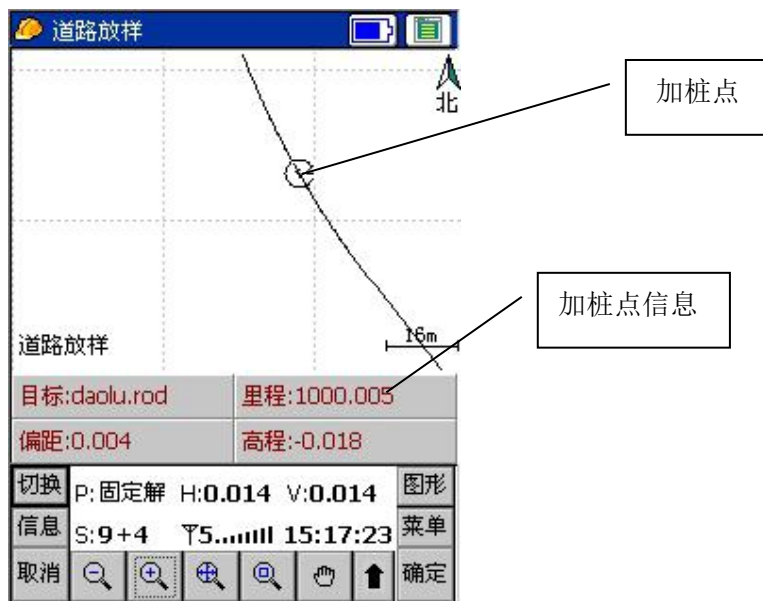 道路放样
北
加桩点
加桩点信息
道路放样
16m
目标:daolu.rod 里程:1000.005
偏距:0.004 高程:-0.018
切换 P:固定解 H:0.014 V:0.014 图形
信息 S:9+4 5 15:17:23 菜单
取消 确定